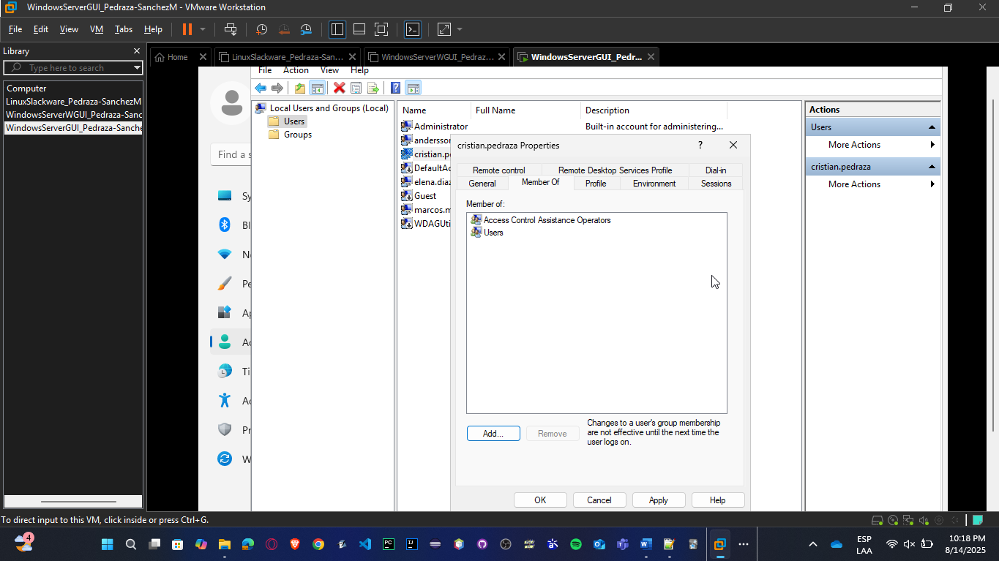 WindowsServerGUI_Pedraza-SanchezM - VMware Workstation
File Edit View VM Tabs Help
Library
Type here to search
Home
LinuxSlackware_Pedraza-San...
WindowsServerWGUI_Pedraz...
WindowsServerGUI_Pedr...
Computer
LinuxSlackware_Pedraza-SanchezM
WindowsServerWGUI_Pedraza-Sanc
WindowsServerGUI_Pedraza-Sanche
File Action View Help
Find a s
Sy
Bl
Ne
Pe
Ap
Ac
Ti
Ac
Pr
W
Local Users and Groups (Local)
Users
Groups
Name Full Name Description
Administrator Built-in account for administering...
andersson
cristian.pe
DefaultAc
elena.diaz
Guest
marcos.m
WDAGUti
cristian.pedraza Properties
?
Remote control Remote Desktop Services Profile Dial-in
General Member Of Profile Environment Sessions
Member of:
Access Control Assistance Operators
Users
Add... Remove
Changes to a user's group membership
are not effective until the next time the
user logs on.
OK Cancel Apply Help
Actions
Users
More Actions
cristian.pedraza
More Actions
To direct input to this VM, click inside or press Ctrl+G.
4
ESP
LAA
10:18 PM
8/14/2025